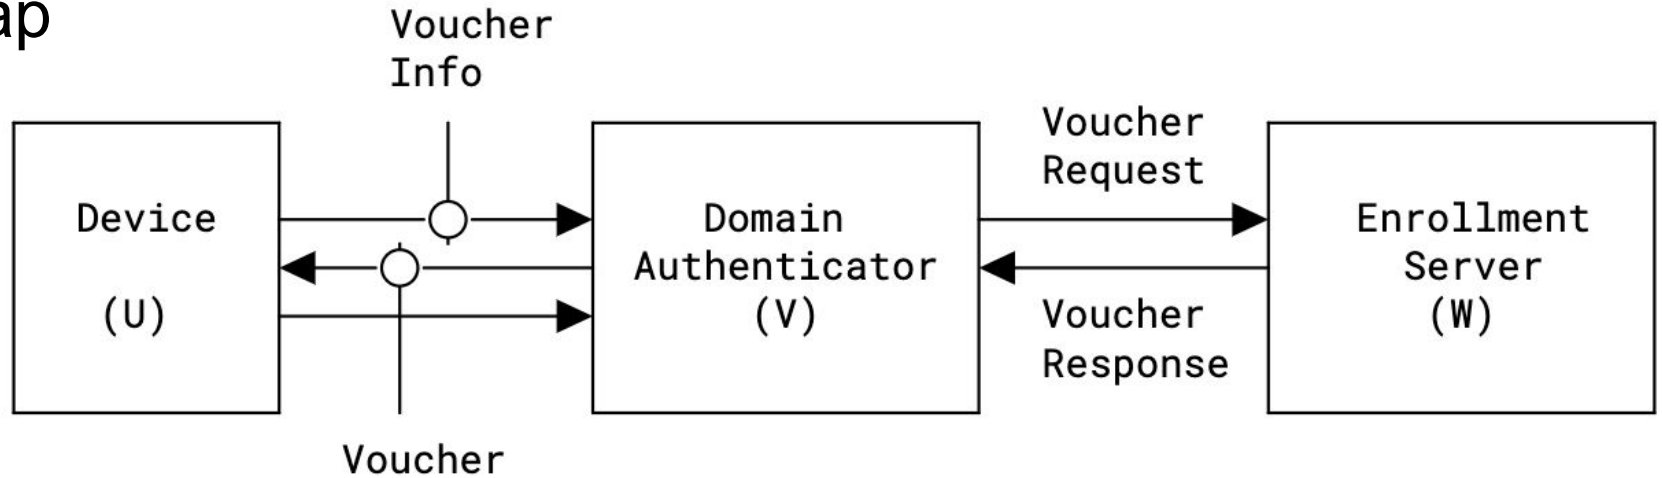 ap
Voucher
Info
Voucher
Request
Device
(U)
Domain
Authenticator
(V)
Enrollment
Server
(W)
Voucher
Response
Voucher